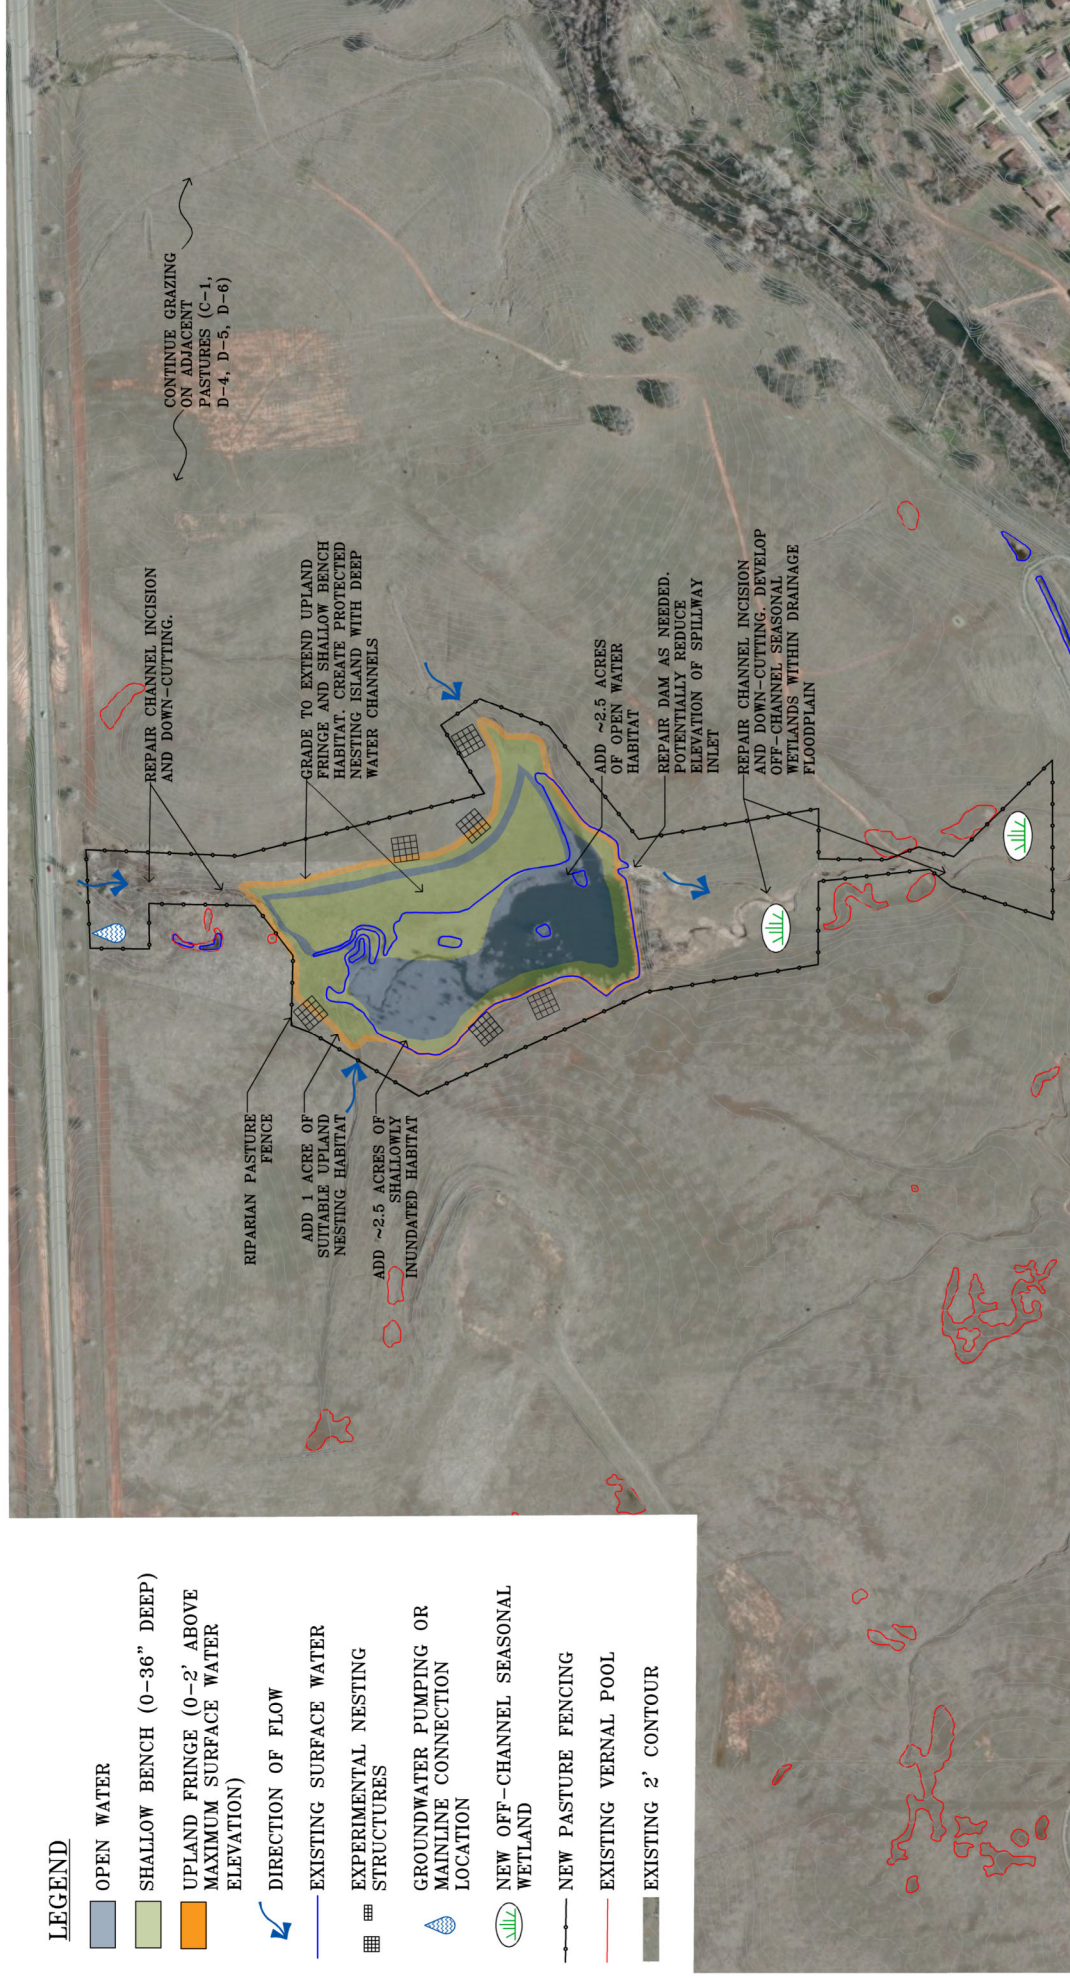 LEGEND
OPEN WATER
SHALLOW BENCH (0-36" DEEP)
UPLAND FRINGE (0-2' ABOVE
MAXIMUM SURFACE WATER
ELEVATION)
DIRECTION OF FLOW
EXISTING SURFACE WATER
EXPERIMENTAL NESTING
STRUCTURES
GROUNDWATER PUMPING OR
MAINLINE CONNECTION
LOCATION
NEW OFF-CHANNEL SEASONAL
WETLAND
NEW PASTURE FENCING
EXISTING VERNAL POOL
EXISTING 2' CONTOUR
RIPARIAN PASTURE
FENCE
ADD 1 ACRE OF
SUITABLE UPLAND
NESTING HABITAT
ADD ~2.5 ACRES OF
SHALLOWLY
INUNDATED HABITAT
REPAIR CHANNEL INCISION
AND DOWN-CUTTING.
GRADE TO EXTEND UPLAND
FRINGE AND SHALLOW BENCH
HABITAT. CREATE PROTECTED
NESTING ISLAND WITH DEEP
WATER CHANNELS
ADD ~2.5 ACRES
OF OPEN WATER
HABITAT
REPAIR DAM AS NEEDED.
POTENTIALLY REDUCE
ELEVATION OF SPILLWAY
INLET
REPAIR CHANNEL INCISION
AND DOWN-CUTTING. DEVELOP
OFF-CHANNEL SEASONAL
WETLANDS WITHIN DRAINAGE
FLOODPLAIN
CONTINUE GRAZING
ON ADJACENT
PASTURES (C-1,
D-4, D-5, D-6)